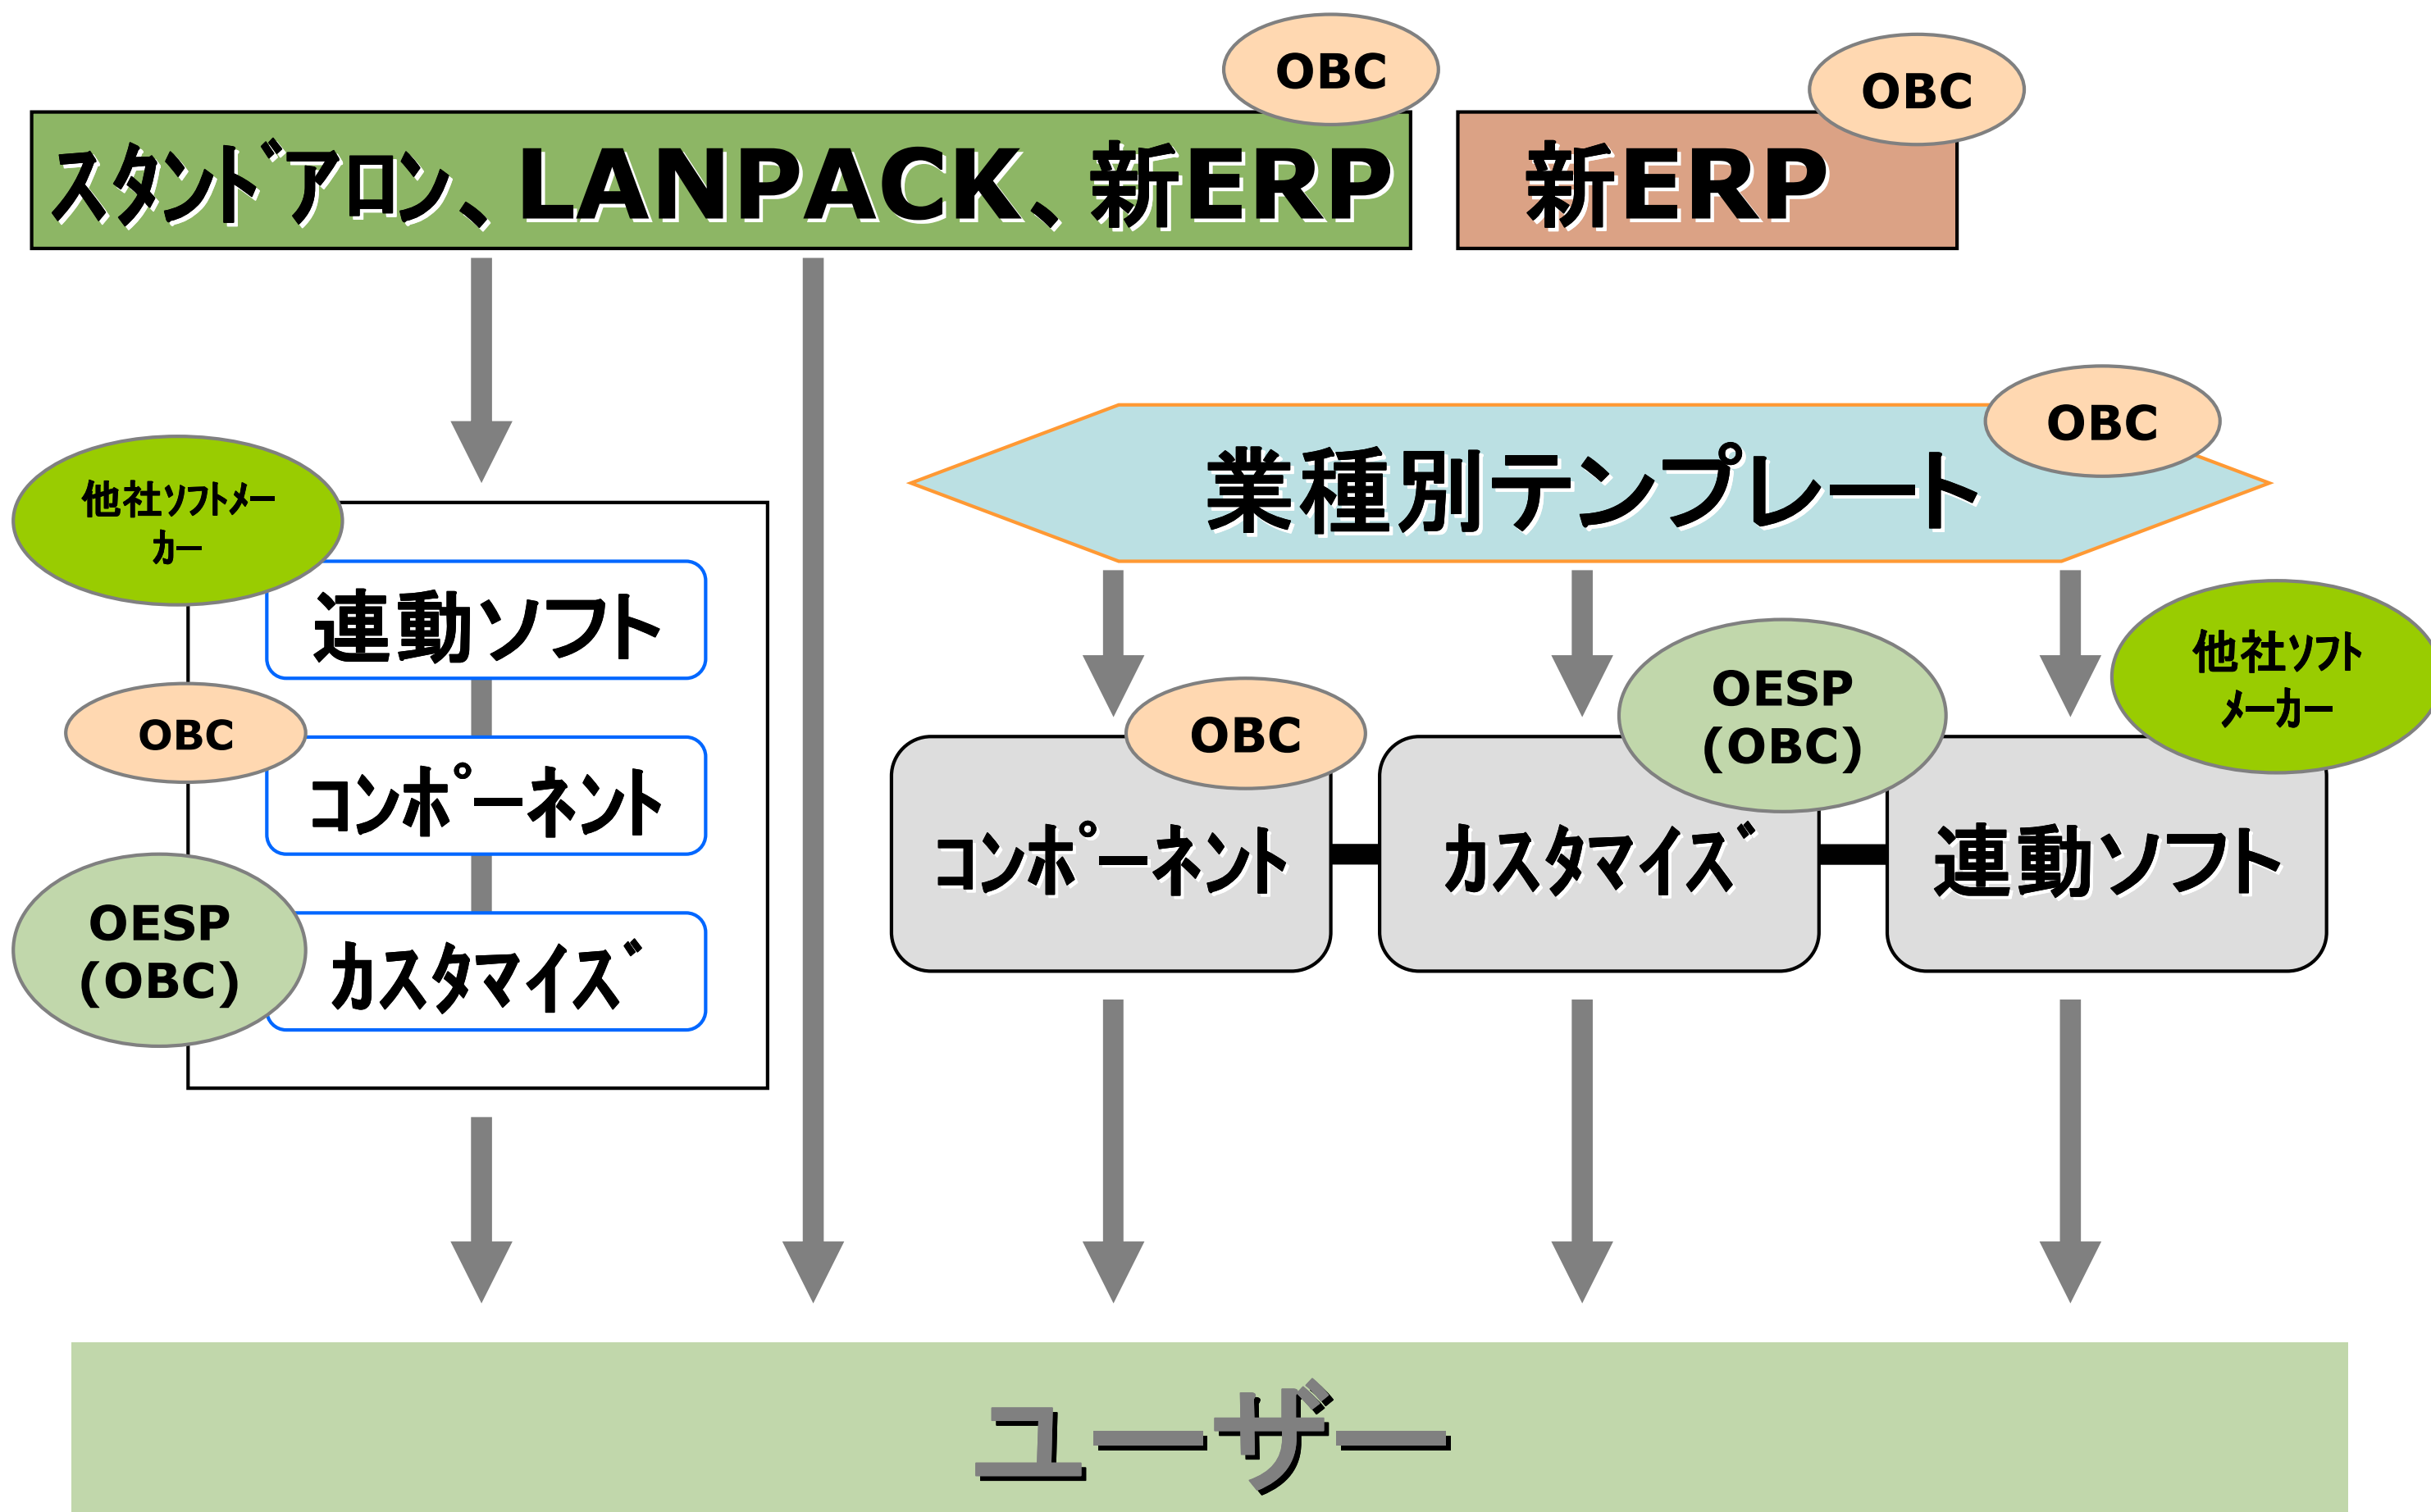 OBC
OBC
スタンドアロン、LANPACK、新ERP
新ERP
OBC
業種別テンプレート
他社ソフトメー
カー
連動ソフト
OBC
コンポーネント
OESP
(OBC)
カスタマイズ
OBC
OESP
(OBC)
他社ソフト
メーカー
コンポーネント
カスタマイズ
連動ソフト
ユーザー